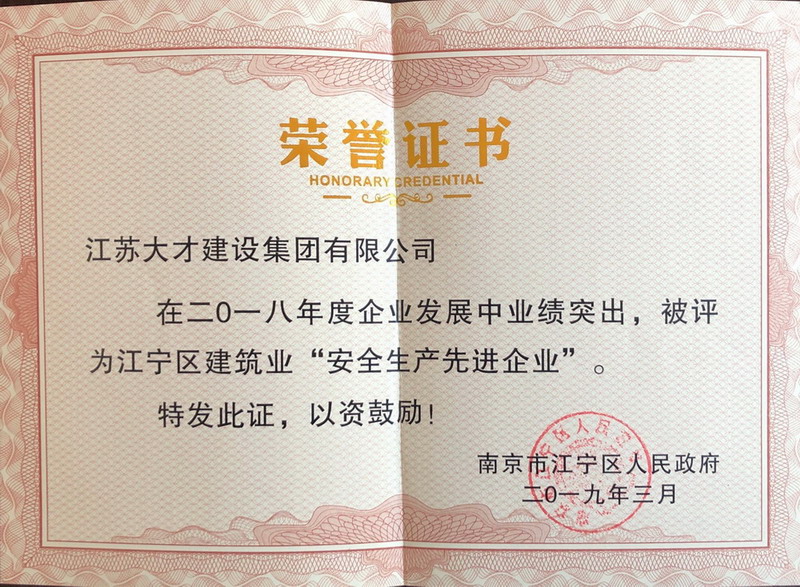 荣誉证书
HONORARY CREDENTIAL
江苏大才建设集团有限公司
在二〇一八年度企业发展中业绩突出，被评
为江宁区建筑业“安全生产先进企业”。
特发此证，以资鼓励！
南京市江宁区人民政府
二〇一九年三月